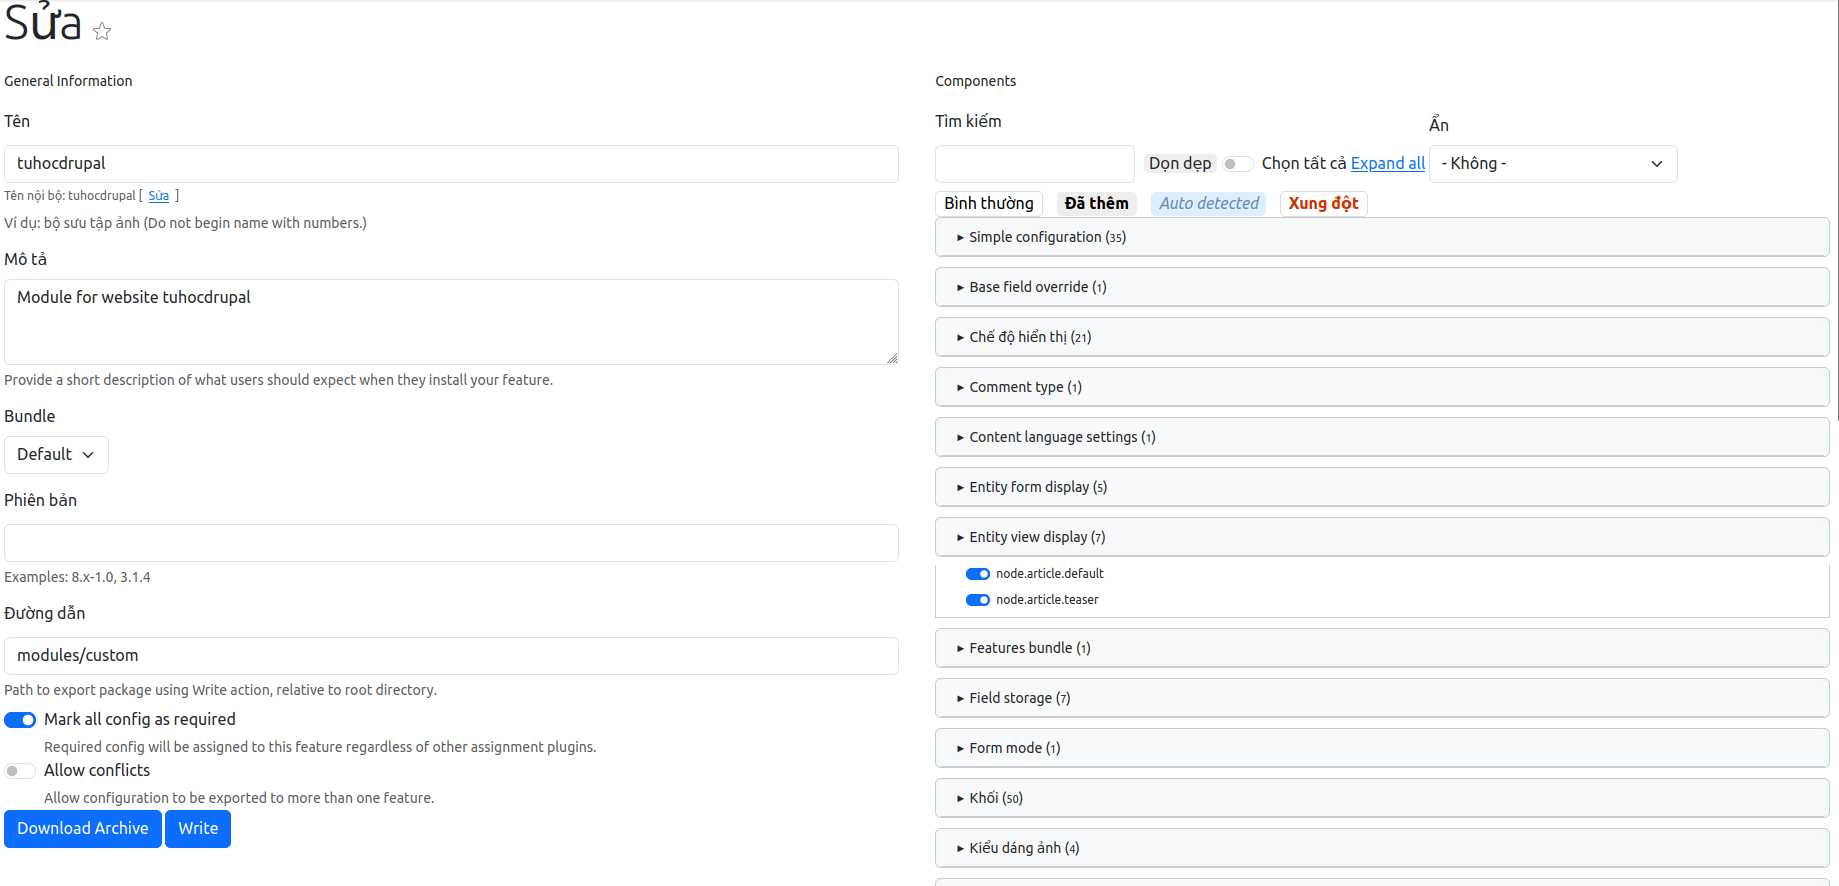 Sửa
General Information
Tên
tuhocdrupal
Tên nội bộ: tuhocdrupal [ Sửa ]
Ví dụ: bộ sưu tập ảnh (Do not begin name with numbers.)
Mô tả
Module for website tuhocdrupal
Provide a short description of what users should expect when they install your feature.
Bundle
Default
Phiên bản
Examples: 8.x-1.0, 3.1.4
Đường dẫn
modules/custom
Path to export package using Write action, relative to root directory.
Mark all config as required
Required config will be assigned to this feature regardless of other assignment plugins.
Allow conflicts
Allow configuration to be exported to more than one feature.
Download Archive Write
Components
Tìm kiếm Ẩn
Dọn dẹp Chọn tất cả Expand all - Không -
Bình thường Đã thêm Auto detected Xung đột
Simple configuration (35)
Base field override (1)
Chế độ hiển thị (21)
Comment type (1)
Content language settings (1)
Entity form display (5)
Entity view display (7)
node.article.default
node.article.teaser
Features bundle (1)
Field storage (7)
Form mode (1)
Khối (50)
Kiểu dáng ảnh (4)